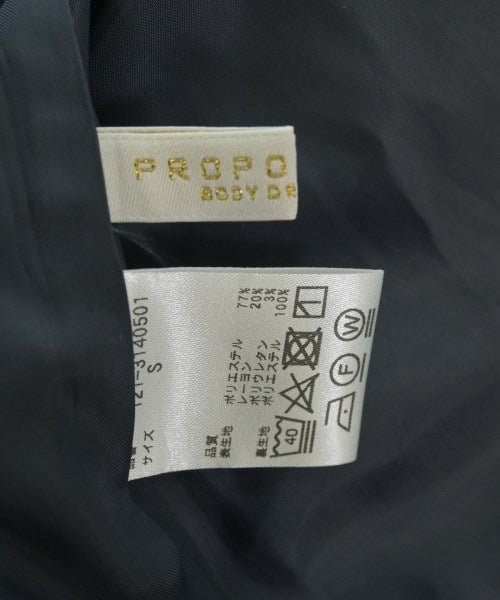 PROPO
BODY DR
121-3140501
サイズ S
品質
表生地 ポリエステル 77%
レーヨン 20%
ポリウレタン 3%
裏生地 ポリエステル 100%
40
F
W